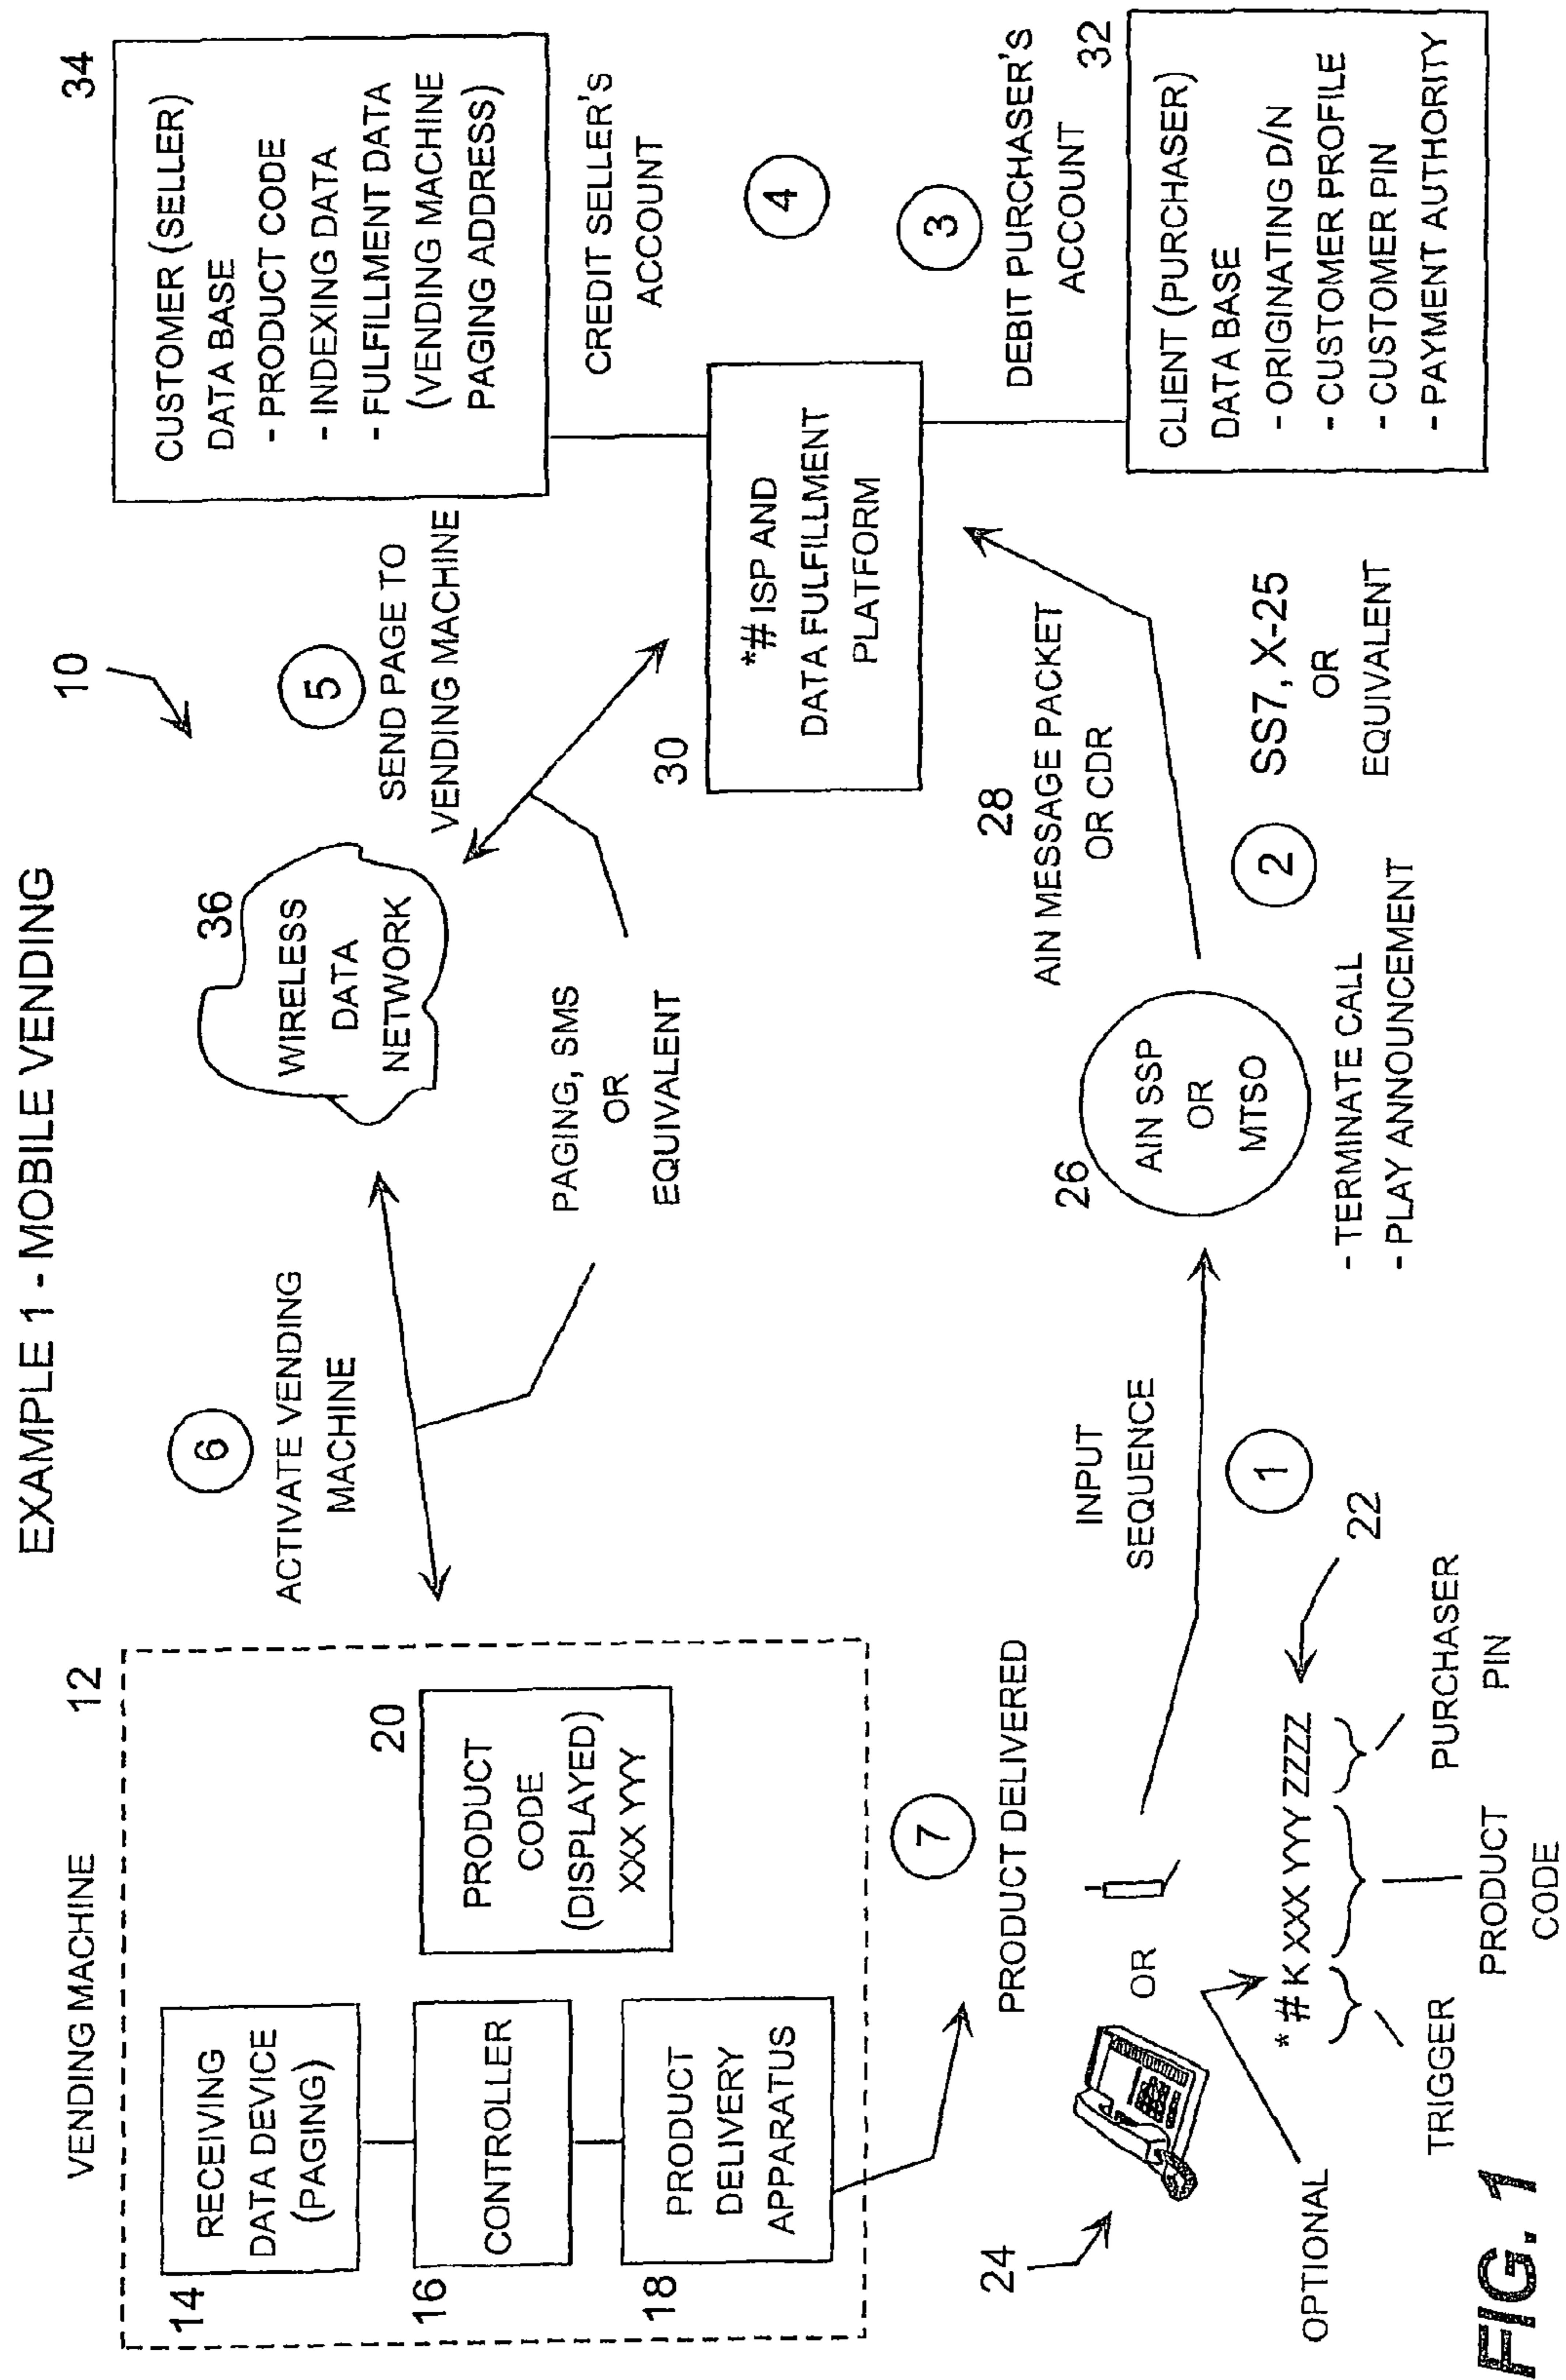 EXAMPLE 1 - MOBILE VENDING
10
VENDING MACHINE
12
14
RECEIVING
DATA DEVICE
(PAGING)
16
CONTROLLER
18
PRODUCT
DELIVERY
APPARATUS
20
PRODUCT
CODE
(DISPLAYED)
XXX YYY
6
ACTIVATE VENDING
MACHINE
36
WIRELESS
DATA
NETWORK
PAGING, SMS
OR
EQUIVALENT
5
SEND PAGE TO
VENDING MACHINE
34
CUSTOMER (SELLER)
DATA BASE
- PRODUCT CODE
- INDEXING DATA
- FULFILLMENT DATA
(VENDING MACHINE
PAGING ADDRESS)
CREDIT SELLER'S
ACCOUNT
4
30
*# ISP AND
DATA FULFILLMENT
PLATFORM
3
DEBIT PURCHASER'S
ACCOUNT
32
CLIENT (PURCHASER)
DATA BASE
- ORIGINATING D/N
- CUSTOMER PROFILE
- CUSTOMER PIN
- PAYMENT AUTHORITY
7
PRODUCT DELIVERED
24
OR
OPTIONAL
*# K XXX YYY ZZZZ
22
TRIGGER
PRODUCT
CODE
PURCHASER
PIN
INPUT
SEQUENCE
1
26
AIN SSP
OR
MTSO
- TERMINATE CALL
- PLAY ANNOUNCEMENT
28
AIN MESSAGE PACKET
OR CDR
2
SS7, X-25
OR
EQUIVALENT
FIG. 1